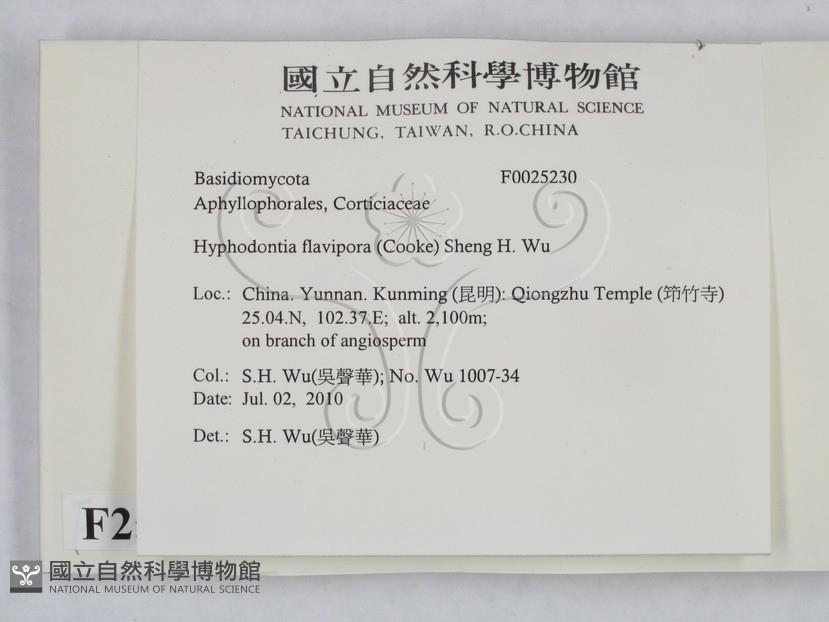 國立自然科學博物館
NATIONAL MUSEUM OF NATURAL SCIENCE
TAICHUNG, TAIWAN, R.O.CHINA
Basidiomycota F0025230
Aphyllophorales, Corticiaceae
Hyphodontia flavipora (Cooke) Sheng H. Wu
Loc.: China. Yunnan. Kunming (昆明): Qiongzhu Temple (筇竹寺)
25.04.N, 102.37.E; alt. 2,100m;
on branch of angiosperm
Col.: S.H. Wu(吳聲華); No. Wu 1007-34
Date: Jul. 02, 2010
Det.: S.H. Wu(吳聲華)
F2
國立自然科學博物館
NATIONAL MUSEUM OF NATURAL SCIENCE